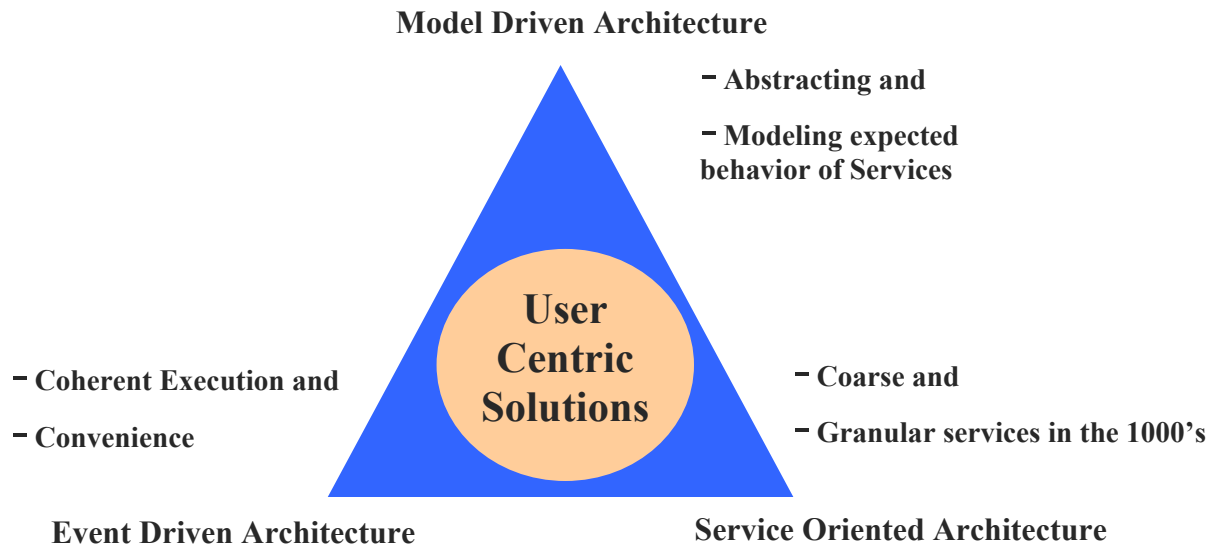 Model Driven Architecture
- Abstracting and
- Modeling expected
behavior of Services
User
Centric
Solutions
- Coherent Execution and
- Convenience
- Coarse and
- Granular services in the 1000’s
Event Driven Architecture
Service Oriented Architecture